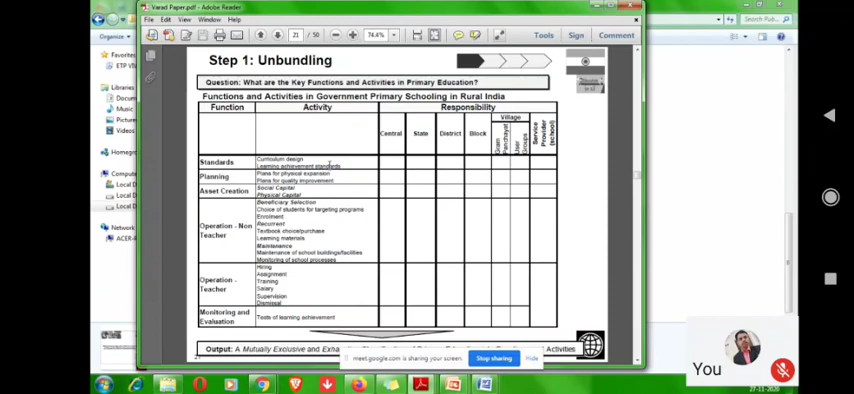 Varad Paper.pdf - Adobe Reader
File Edit View Window Help
21 / 50
74.4%
Tools
Sign
Comment
Organize
Favorites
Libraries
Music
Videos
Search
Step 1: Unbundling
Question: What are the Key Functions and Activities in Primary Education?
Functions and Activities in Government Primary Schooling in Rural India
Function
Activity
Responsibility
Central
State
District
Block
Village
Gram Panchayat
User Groups
Service Provider (school)
Standards
Curriculum design
Learning achievement standards
Planning
Plans for physical expansion
Plans for quality improvement
Asset Creation
Social Capital
Physical Capital
Operation - Non Teacher
Beneficiary Selection
Choice of students for targeting programs
Enrolment
Recurrent
Textbook choice/purchase
Learning materials
Maintenance
Maintenance of school buildings/facilities
Monitoring of school processes
Operation - Teacher
Hiring
Assignment
Training
Salary
Supervision
Dismissal
Monitoring and Evaluation
Tests of learning achievement
Output: A Mutually Exclusive and
Activities
meet.google.com is sharing your screen.
Stop sharing
Hide
You
27-11-2020